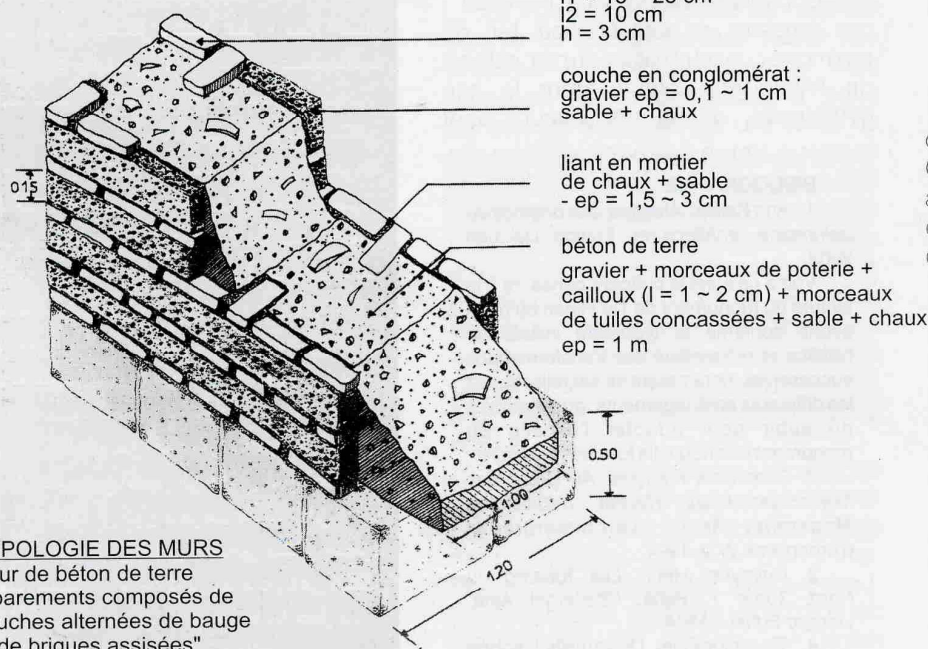 l2 = 10 cm
h = 3 cm
couche en conglomérat :
gravier ep = 0,1 ~ 1 cm
sable + chaux
liant en mortier
de chaux + sable
- ep = 1,5 ~ 3 cm
béton de terre
gravier + morceaux de poterie +
cailloux (l = 1 ~ 2 cm) + morceaux
de tuiles concassées + sable + chaux
ep = 1 m
015
0.50
1.00
1.20
POLOGIE DES MURS
ur de béton de terre
parements composés de
uches alternées de bauge
de briques assisées"